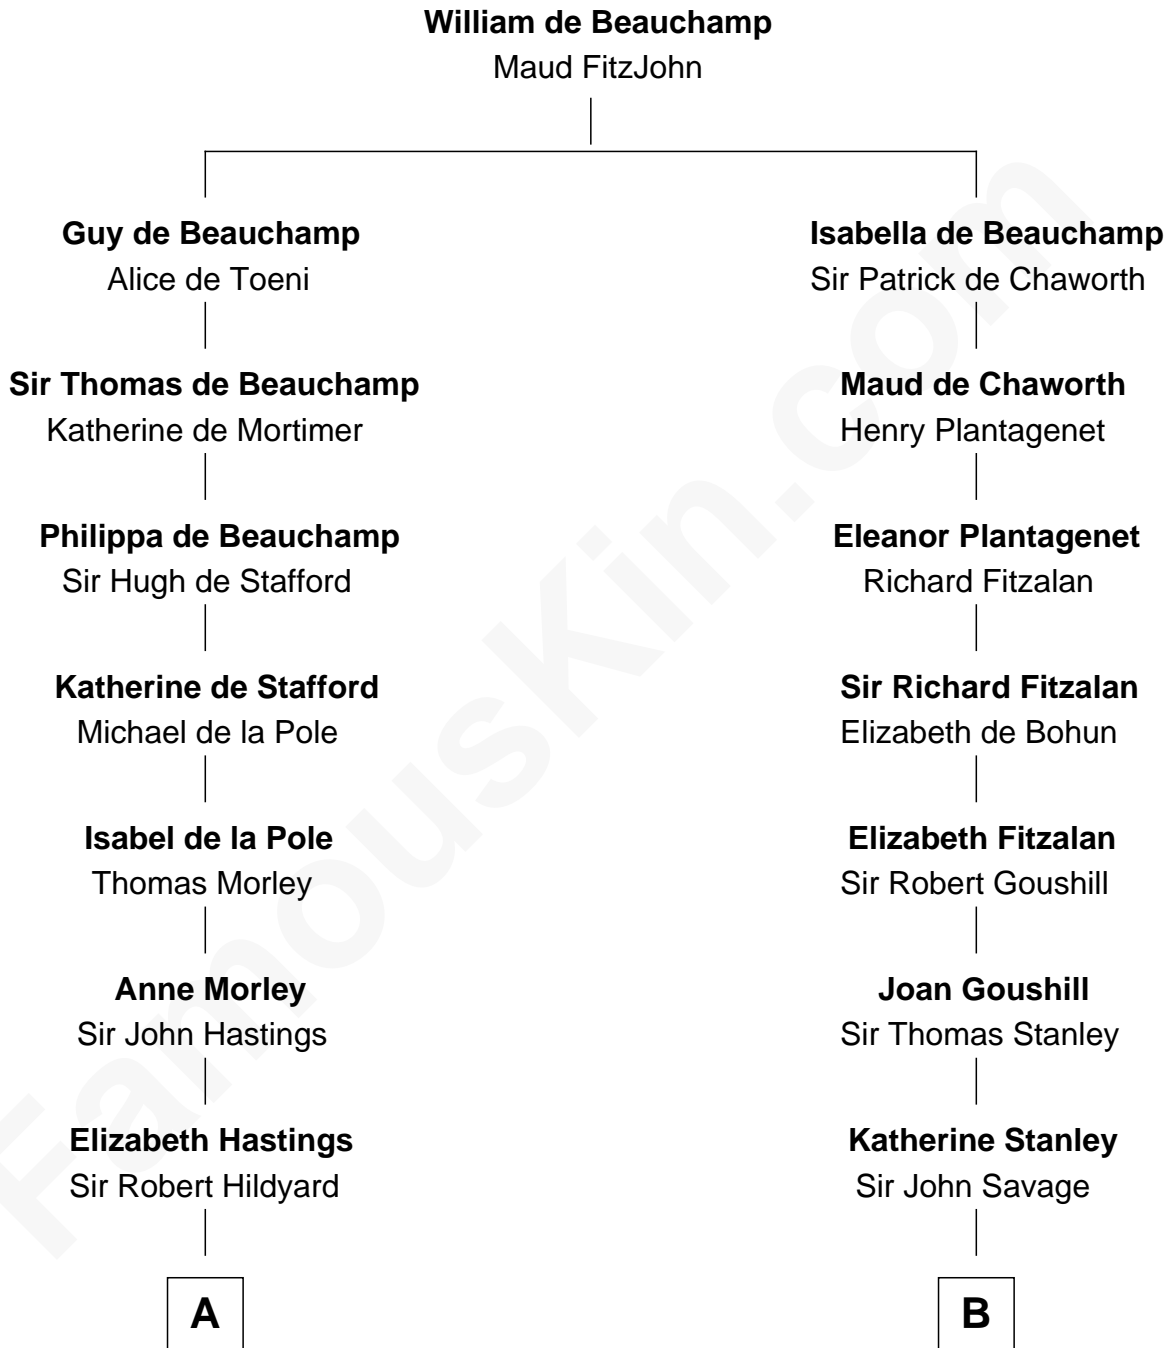 William de Beauchamp
Maud FitzJohn
Guy de Beauchamp
Alice de Toeni
Isabella de Beauchamp
Sir Patrick de Chaworth
Sir Thomas de Beauchamp
Katherine de Mortimer
Maud de Chaworth
Henry Plantagenet
Philippa de Beauchamp
Sir Hugh de Stafford
Eleanor Plantagenet
Richard Fitzalan
Katherine de Stafford
Michael de la Pole
Sir Richard Fitzalan
Elizabeth de Bohun
Isabel de la Pole
Thomas Morley
Elizabeth Fitzalan
Sir Robert Goushill
Anne Morley
Sir John Hastings
Joan Goushill
Sir Thomas Stanley
Elizabeth Hastings
Sir Robert Hildyard
Katherine Stanley
Sir John Savage
A
B
FamousKin.com